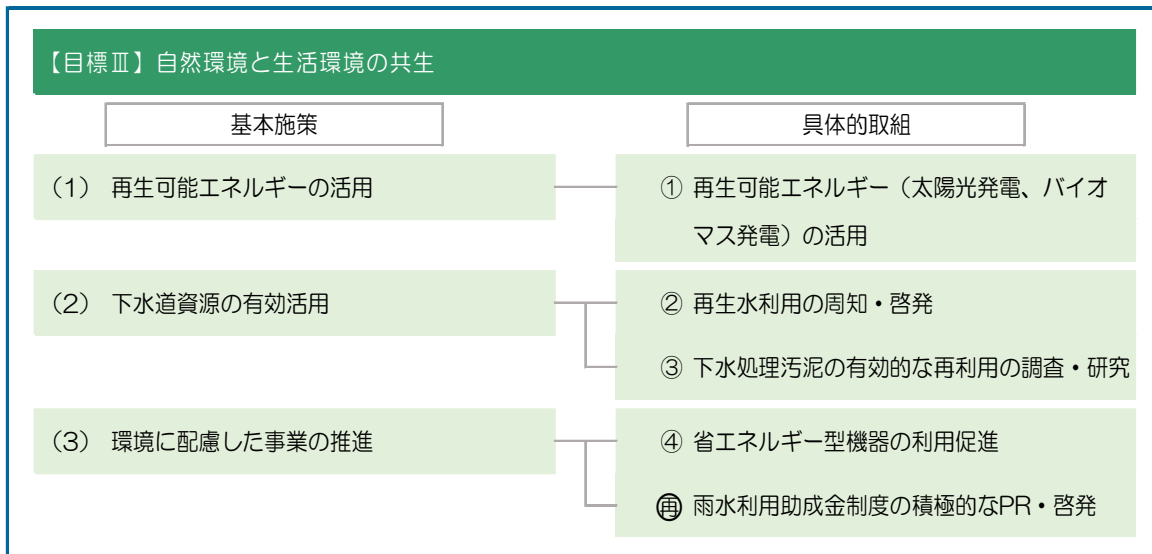 【目標Ⅲ】自然環境と生活環境の共生
基本施策
具体的取組
（1） 再生可能エネルギーの活用
① 再生可能エネルギー（太陽光発電、バイオ
マス発電）の活用
（2） 下水道資源の有効活用
② 再生水利用の周知・啓発
③ 下水処理汚泥の有効的な再利用の調査・研究
（3） 環境に配慮した事業の推進
④ 省エネルギー型機器の利用促進
再 雨水利用助成金制度の積極的なPR・啓発